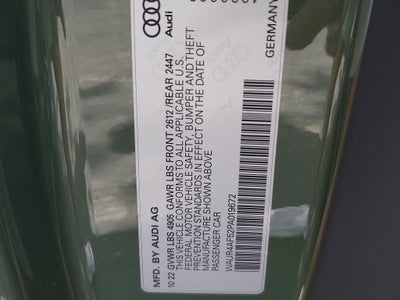 Audi
GERMANY
MFD. BY AUDI AG
10 22 GVWR LBS 4905 GAWR LBS FRONT 2612 /REAR 2447
THIS VEHICLE CONFORMS TO ALL APPLICABLE U.S.
FEDERAL MOTOR VEHICLE SAFETY, BUMPER AND THEFT
PREVENTION STANDARDS IN EFFECT ON THE DATE OF
MANUFACTURE SHOWN ABOVE
PASSENGER CAR
WAUR4AF52PA019672